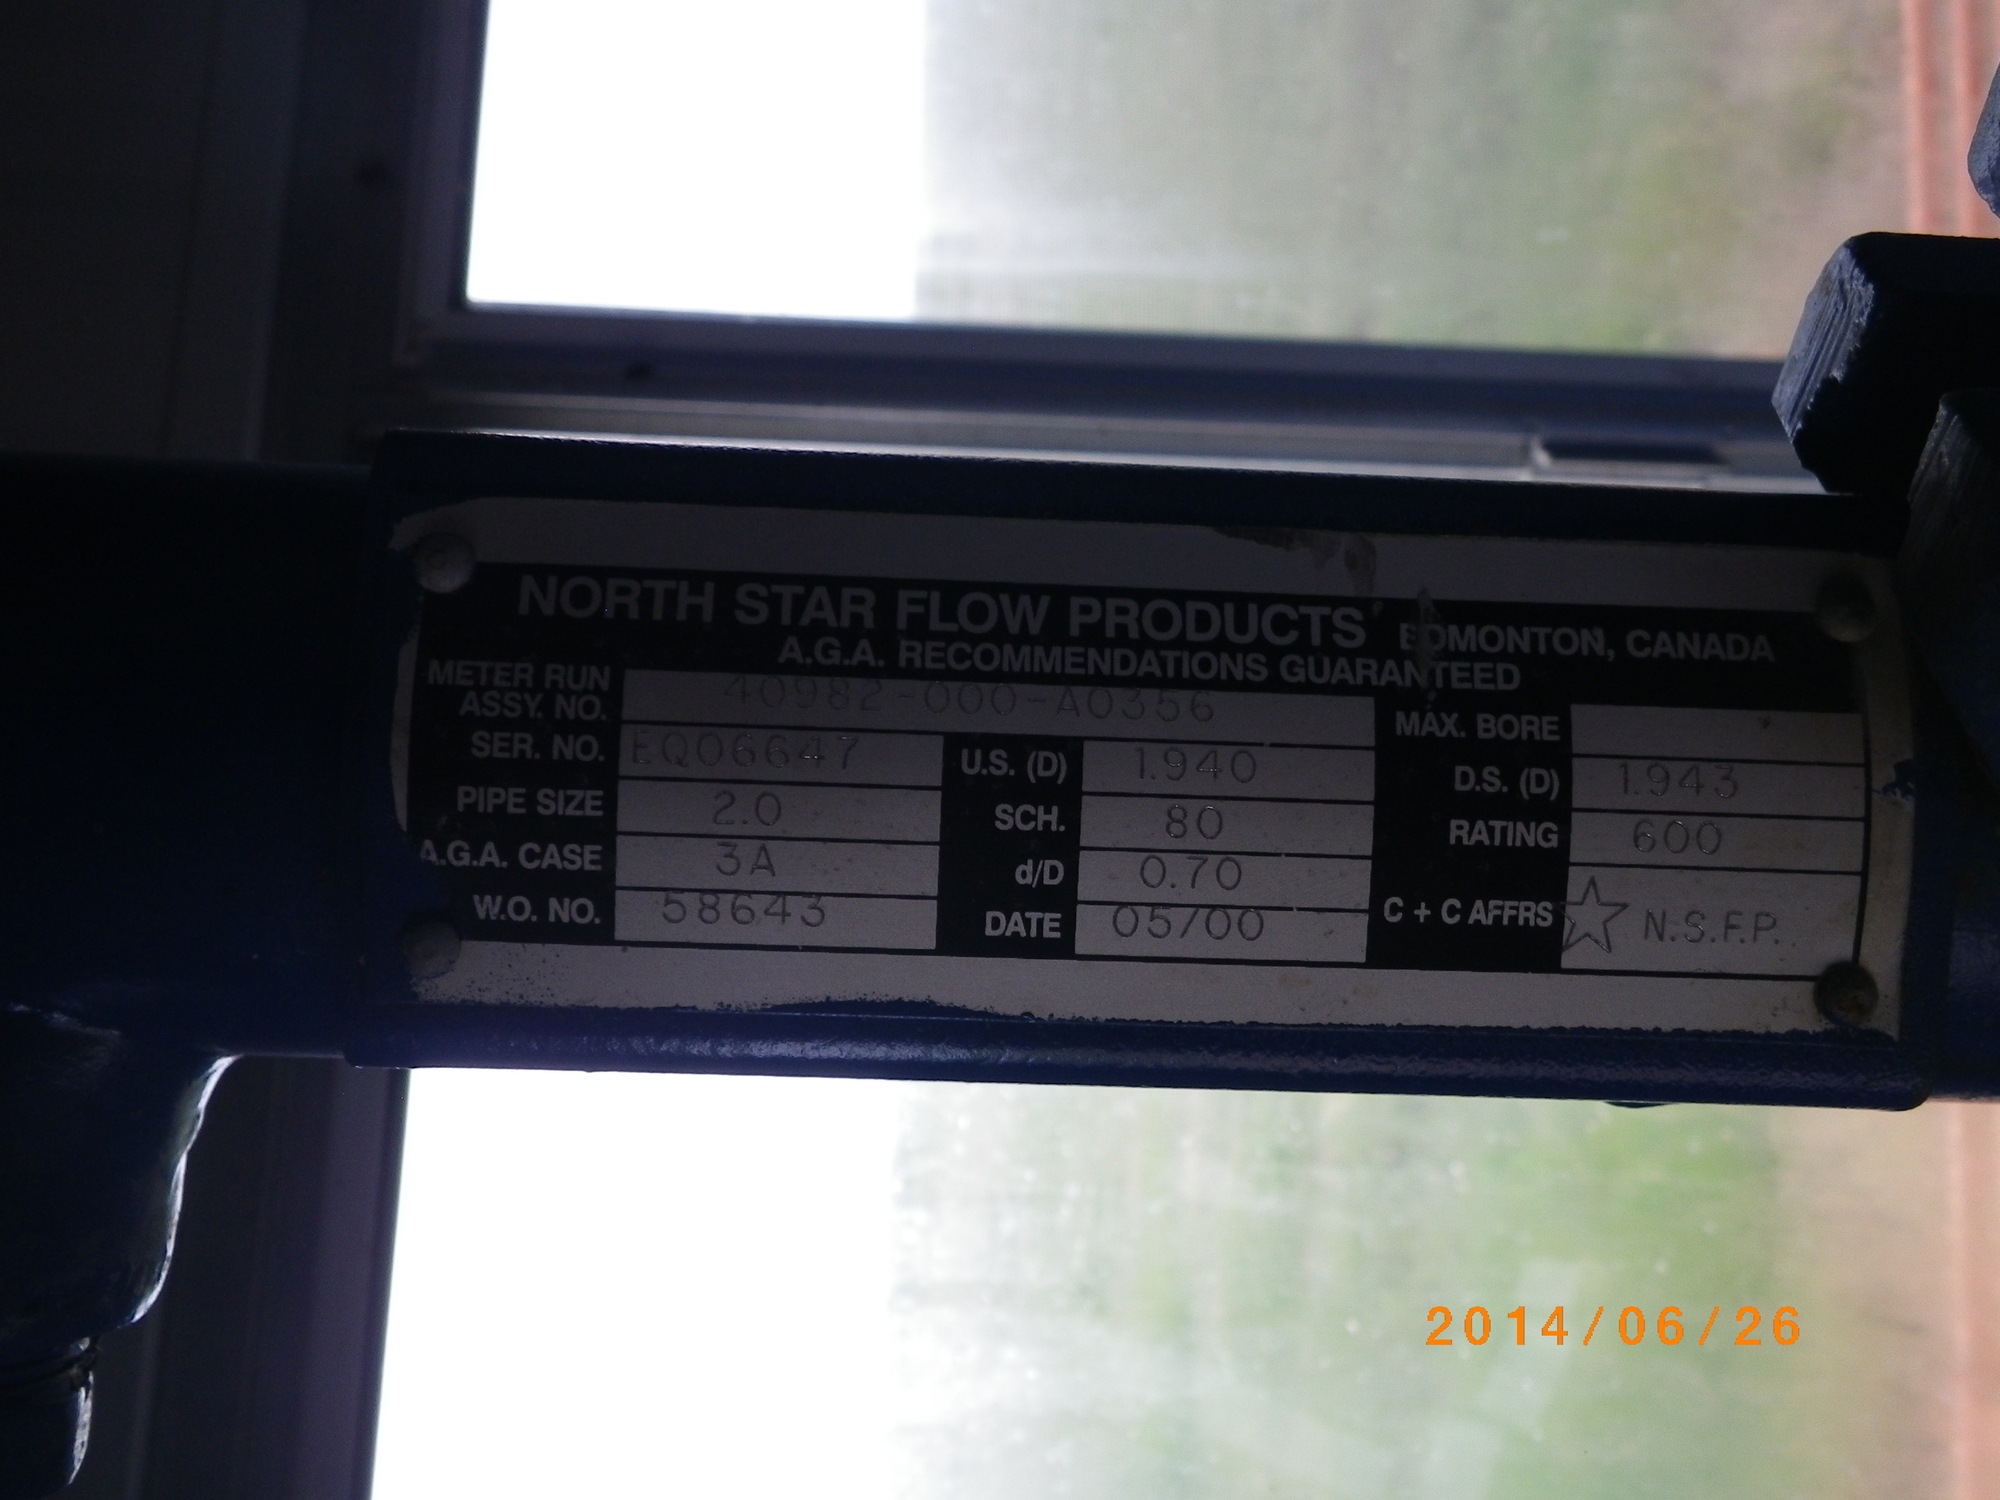 NORTH STAR FLOW PRODUCTS EDMONTON, CANADA
A.G.A. RECOMMENDATIONS GUARANTEED
METER RUN ASSY. NO. 40982-000-A0356 MAX. BORE
SER. NO. EQ06647 U.S. (D) 1.940 D.S. (D) 1.943
PIPE SIZE 2.0 SCH. 80 RATING 600
A.G.A. CASE 3A d/D 0.70
W.O. NO. 58643 DATE 05/00 C + C AFFRS N.S.F.P.
2014/06/26